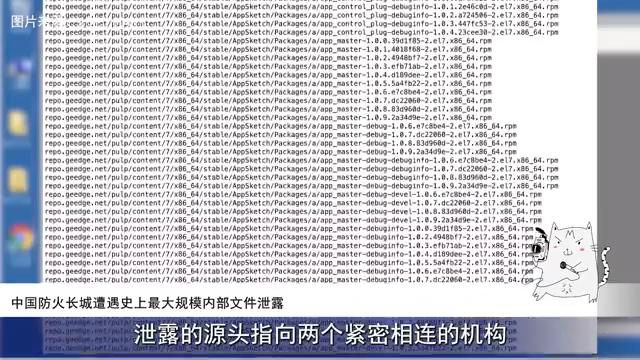 图片来源
repo.geedge.net/pulp/content/7/x86_64/stable/AppSketch/Packages/a/app_control_plug-debuginfo-1.0.1.2e46c0d-2.el7.x86_64.rpm
repo.geedge.net/pulp/content/7/x86_64/stable/AppSketch/Packages/a/app_control_plug-debuginfo-1.0.2.a724506-2.el7.x86_64.rpm
repo.geedge.net/pulp/content/7/x86_64/stable/AppSketch/Packages/a/app_control_plug-debuginfo-1.0.3.447fc53-2.el7.x86_64.rpm
repo.geedge.net/pulp/content/7/x86_64/stable/AppSketch/Packages/a/app_control_plug-debuginfo-1.0.4.23cee30-2.el7.x86_64.rpm
repo.geedge.net/pulp/content/7/x86_64/stable/AppSketch/Packages/a/app_master-1.0.0.39d1f85-2.el7.x86_64.rpm
repo.geedge.net/pulp/content/7/x86_64/stable/AppSketch/Packages/a/app_master-1.0.1.4018f68-2.el7.x86_64.rpm
repo.geedge.net/pulp/content/7/x86_64/stable/AppSketch/Packages/a/app_master-1.0.2.4948bf7-2.el7.x86_64.rpm
repo.geedge.net/pulp/content/7/x86_64/stable/AppSketch/Packages/a/app_master-1.0.3.efb71ab-2.el7.x86_64.rpm
repo.geedge.net/pulp/content/7/x86_64/stable/AppSketch/Packages/a/app_master-1.0.4.d189dee-2.el7.x86_64.rpm
repo.geedge.net/pulp/content/7/x86_64/stable/AppSketch/Packages/a/app_master-1.0.5.5a4fb22-2.el7.x86_64.rpm
repo.geedge.net/pulp/content/7/x86_64/stable/AppSketch/Packages/a/app_master-1.0.6.e7c8be4-2.el7.x86_64.rpm
repo.geedge.net/pulp/content/7/x86_64/stable/AppSketch/Packages/a/app_master-1.0.7.dc22060-2.el7.x86_64.rpm
repo.geedge.net/pulp/content/7/x86_64/stable/AppSketch/Packages/a/app_master-1.0.8.83d960d-2.el7.x86_64.rpm
repo.geedge.net/pulp/content/7/x86_64/stable/AppSketch/Packages/a/app_master-1.0.9.2a34d9e-2.el7.x86_64.rpm
repo.geedge.net/pulp/content/7/x86_64/stable/AppSketch/Packages/a/app_master-debug-1.0.6.e7c8be4-2.el7.x86_64.rpm
repo.geedge.net/pulp/content/7/x86_64/stable/AppSketch/Packages/a/app_master-debug-1.0.7.dc22060-2.el7.x86_64.rpm
repo.geedge.net/pulp/content/7/x86_64/stable/AppSketch/Packages/a/app_master-debug-1.0.8.83d960d-2.el7.x86_64.rpm
repo.geedge.net/pulp/content/7/x86_64/stable/AppSketch/Packages/a/app_master-debug-1.0.9.2a34d9e-2.el7.x86_64.rpm
repo.geedge.net/pulp/content/7/x86_64/stable/AppSketch/Packages/a/app_master-debug-debuginfo-1.0.6.e7c8be4-2.el7.x86_64.rpm
repo.geedge.net/pulp/content/7/x86_64/stable/AppSketch/Packages/a/app_master-debug-debuginfo-1.0.7.dc22060-2.el7.x86_64.rpm
repo.geedge.net/pulp/content/7/x86_64/stable/AppSketch/Packages/a/app_master-debug-debuginfo-1.0.8.83d960d-2.el7.x86_64.rpm
repo.geedge.net/pulp/content/7/x86_64/stable/AppSketch/Packages/a/app_master-debug-debuginfo-1.0.9.2a34d9e-2.el7.x86_64.rpm
repo.geedge.net/pulp/content/7/x86_64/stable/AppSketch/Packages/a/app_master-debug-devel-1.0.6.e7c8be4-2.el7.x86_64.rpm
repo.geedge.net/pulp/content/7/x86_64/stable/AppSketch/Packages/a/app_master-debug-devel-1.0.7.dc22060-2.el7.x86_64.rpm
repo.geedge.net/pulp/content/7/x86_64/stable/AppSketch/Packages/a/app_master-debug-devel-1.0.8.83d960d-2.el7.x86_64.rpm
repo.geedge.net/pulp/content/7/x86_64/stable/AppSketch/Packages/a/app_master-debug-devel-1.0.9.2a34d9e-2.el7.x86_64.rpm
repo.geedge.net/pulp/content/7/x86_64/stable/AppSketch/Packages/a/app_master-debuginfo-1.0.0.39d1f85-2.el7.x86_64.rpm
repo.geedge.net/pulp/content/7/x86_64/stable/AppSketch/Packages/a/app_master-debuginfo-1.0.2.4948bf7-2.el7.x86_64.rpm
repo.geedge.net/pulp/content/7/x86_64/stable/AppSketch/Packages/a/app_master-debuginfo-1.0.3.efb71ab-2.el7.x86_64.rpm
repo.geedge.net/pulp/content/7/x86_64/stable/AppSketch/Packages/a/app_master-debuginfo-1.0.4.d189dee-2.el7.x86_64.rpm
repo.geedge.net/pulp/content/7/x86_64/stable/AppSketch/Packages/a/app_master-debuginfo-1.0.5.5a4fb22-2.el7.x86_64.rpm
repo.geedge.net/pulp/content/7/x86_64/stable/AppSketch/Packages/a/app_master-debuginfo-1.0.6.e7c8be4-2.el7.x86_64.rpm
repo.geedge.net/pulp/content/7/x86_64/stable/AppSketch/Packages/a/app_master-debuginfo-1.0.7.dc22060-2.el7.x86_64.rpm
中国防火长城遭遇史上最大规模内部文件泄露
泄露的源头指向两个紧密相连的机构